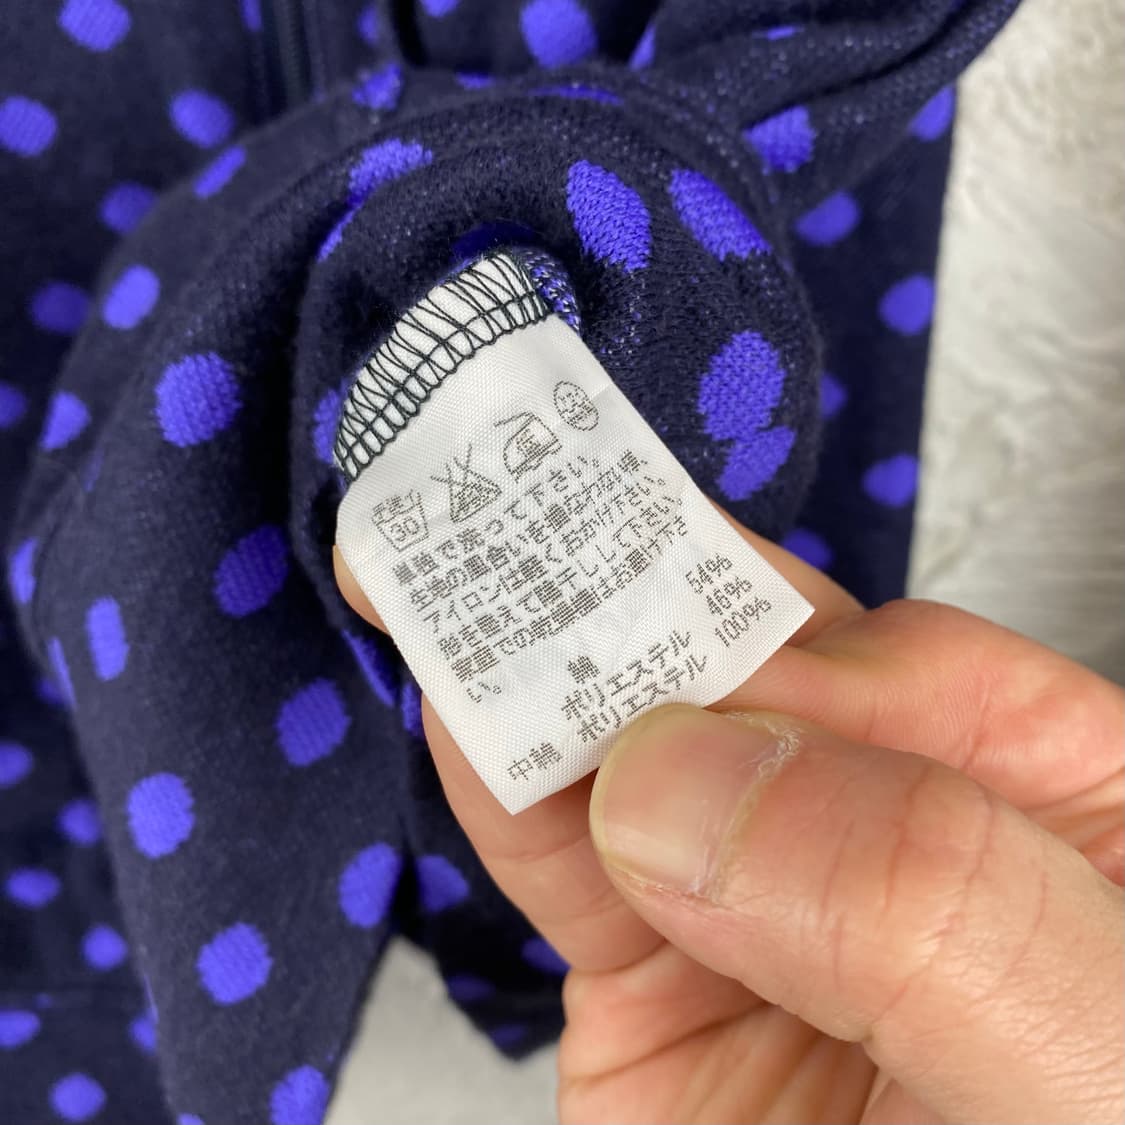 手洗イ
30
単独で洗って下さい。
生地の風合いを損なわない様、
アイロンは軽くおかけ下さい。
形を整えて陰干しして下さい。
家庭での乾燥機はお避け下さ
い。
綿 54%
ポリエステル 46%
中綿 ポリエステル 100%